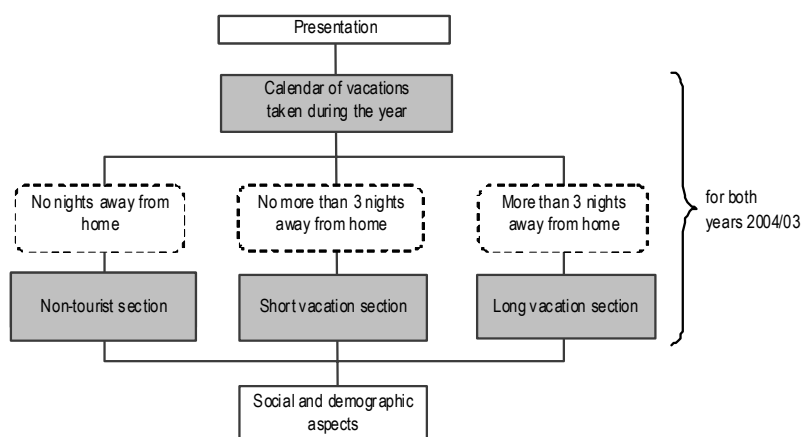 Presentation
Calendar of vacations
taken during the year
No nights away from
home
No more than 3 nights
away from home
More than 3 nights
away from home
for both
years 2004/03
Non-tourist section
Short vacation section
Long vacation section
Social and demographic
aspects